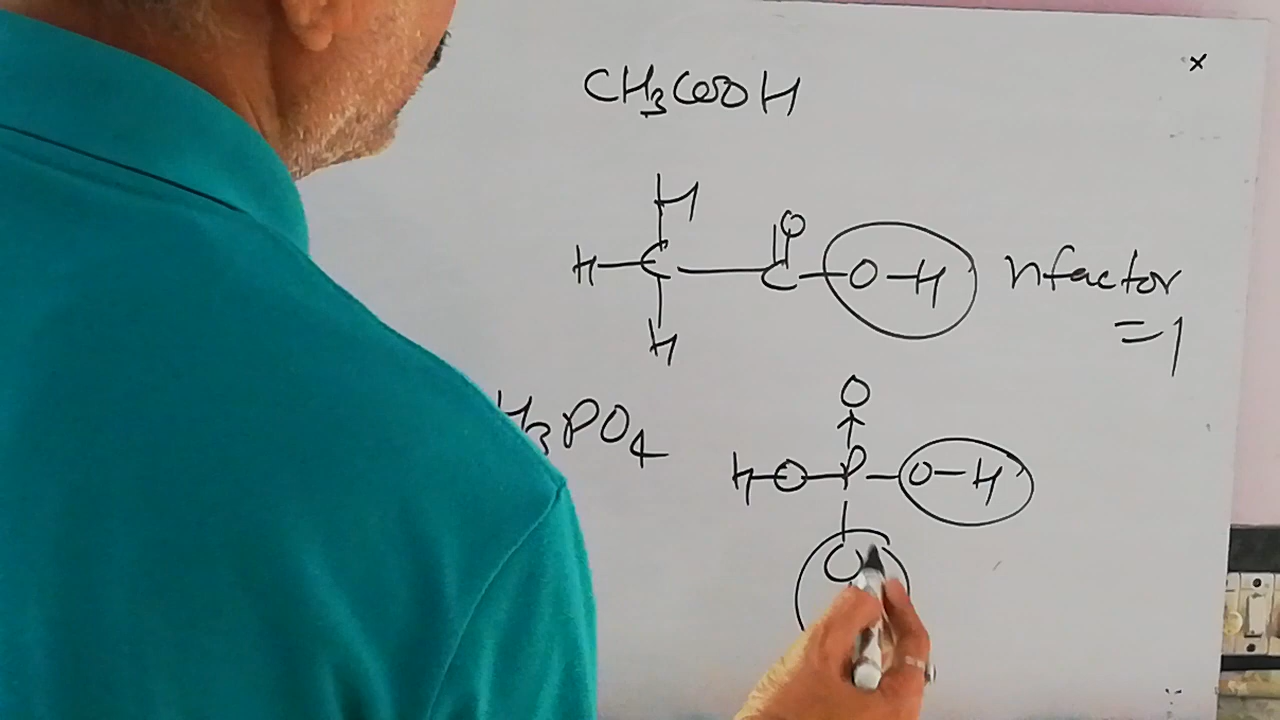 CH3COOH
H
O
H-C-C-O-H nfactor
=1
H
O
H3PO4
H-O-P-O-H
O